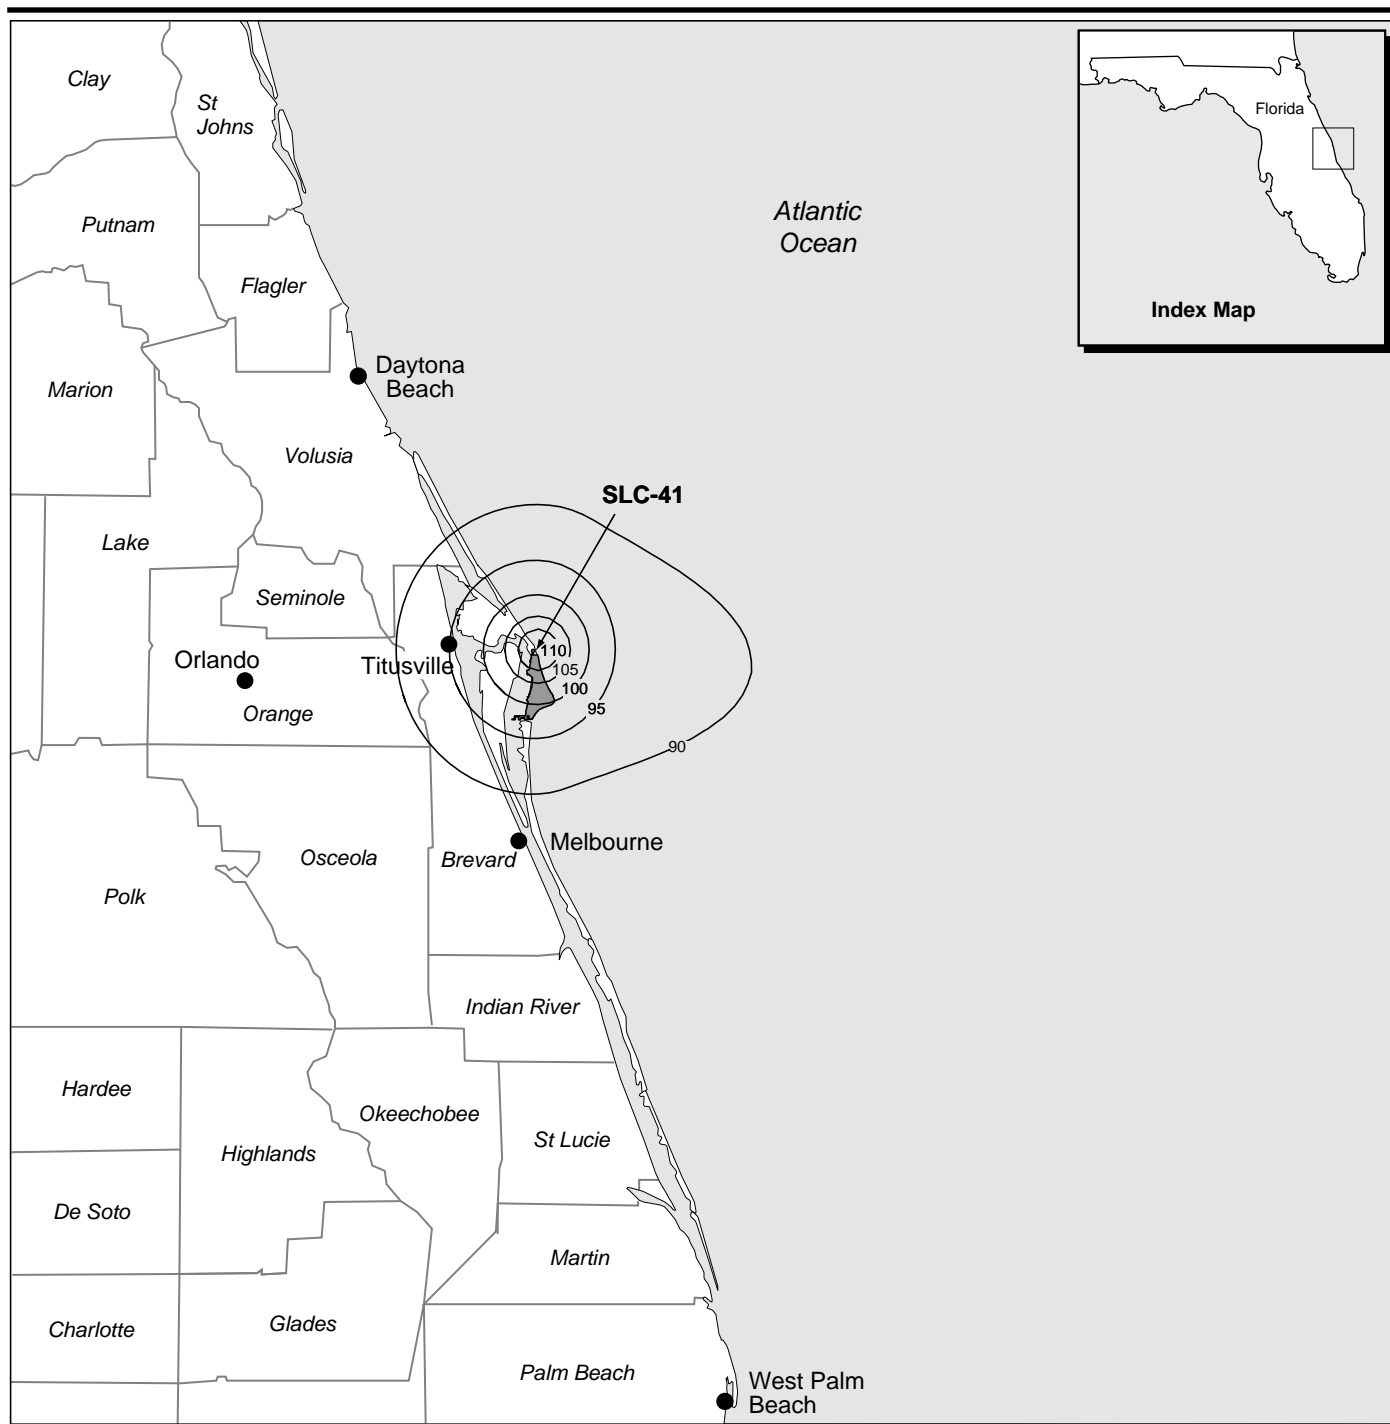 Clay
St
Johns
Florida
Putnam
Atlantic
Ocean
Flagler
Index Map
Daytona
Beach
Marion
Volusia
SLC-41
Lake
Seminole
110
Orlando
Titusville
105
100
Orange
95
90
Melbourne
Osceola
Brevard
Polk
Indian River
Hardee
Okeechobee
St Lucie
Highlands
De Soto
Martin
Glades
Charlotte
Palm Beach
West Palm
Beach